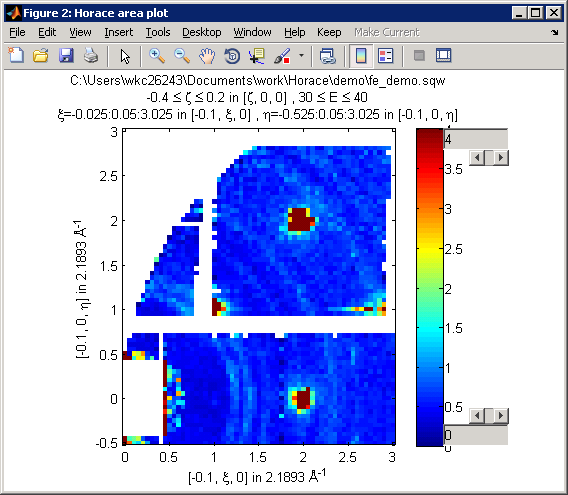 Figure 2: Horace area plot
File Edit View Insert Tools Desktop Window Help Keep Make Current
C:\Users\wkc26243\Documents\work\Horace\demo\fe_demo.sqw
-0.4 ≤ ζ ≤ 0.2 in [ζ, 0, 0] , 30 ≤ E ≤ 40
ξ=-0.025:0.05:3.025 in [-0.1, ξ, 0] , η=-0.525:0.05:3.025 in [-0.1, 0, η]
3
2.5
2
1.5
1
0.5
0
-0.5
[-0.1, 0, η] in 2.1893 Å⁻¹
0 0.5 1 1.5 2 2.5 3
[-0.1, ξ, 0] in 2.1893 Å⁻¹
4
3.5
3
2.5
2
1.5
1
0.5
0